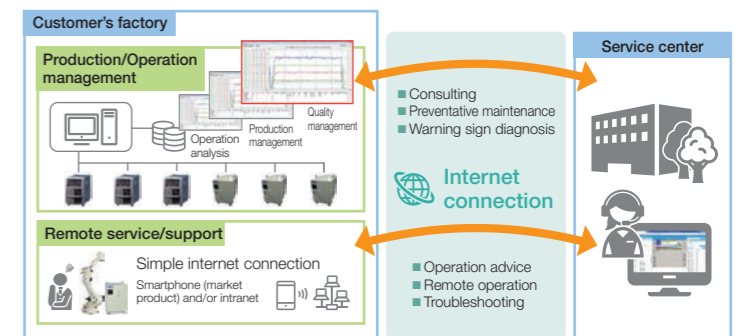 Customer's factory
Production/Operation
management
Operation
analysis
Production
management
Quality
management
Remote service/support
Simple internet connection
Smartphone (market
product) and/or intranet
■ Consulting
■ Preventative maintenance
■ Warning sign diagnosis
Internet
connection
■ Operation advice
■ Remote operation
■ Troubleshooting
Service center